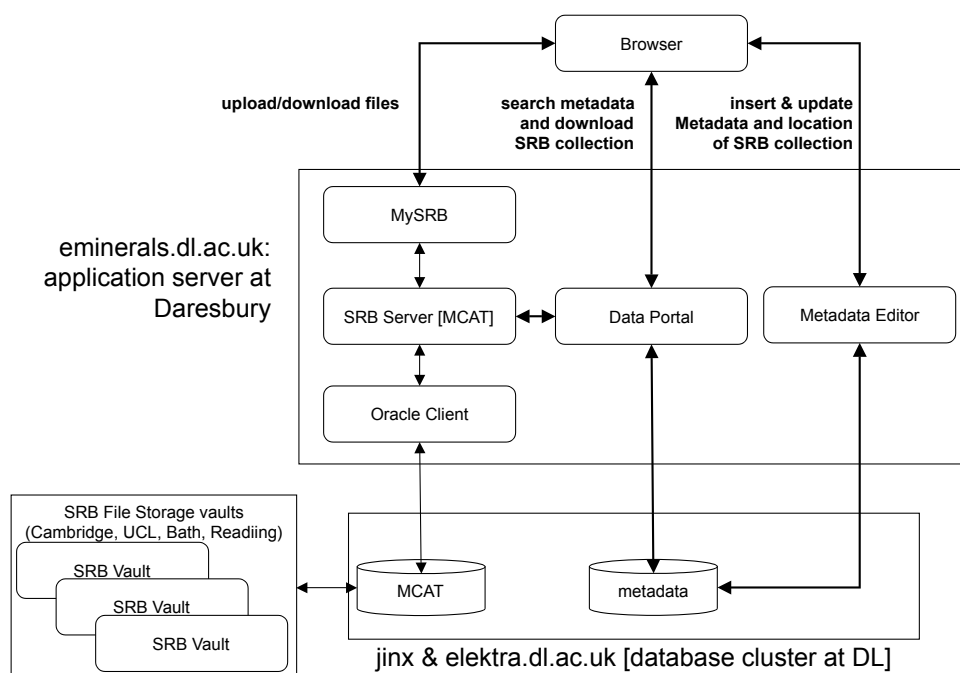 Browser
upload/download files
search metadata
and download
SRB collection
insert & update
Metadata and location
of SRB collection
MySRB
eminerals.dl.ac.uk:
application server at
Daresbury
SRB Server [MCAT]
Data Portal
Metadata Editor
Oracle Client
SRB File Storage vaults
(Cambridge, UCL, Bath, Readiing)
SRB Vault
SRB Vault
SRB Vault
MCAT
metadata
jinx & elektra.dl.ac.uk [database cluster at DL]